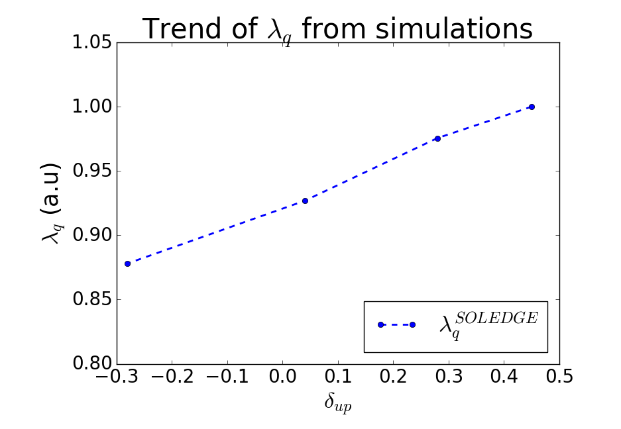 Trend of λ_q from simulations
1.05
1.00
0.95
0.90
0.85
0.80
λ_q (a.u)
λ_q^{SOLEDGE}
−0.3 −0.2 −0.1 0.0 0.1 0.2 0.3 0.4 0.5
δ_{up}